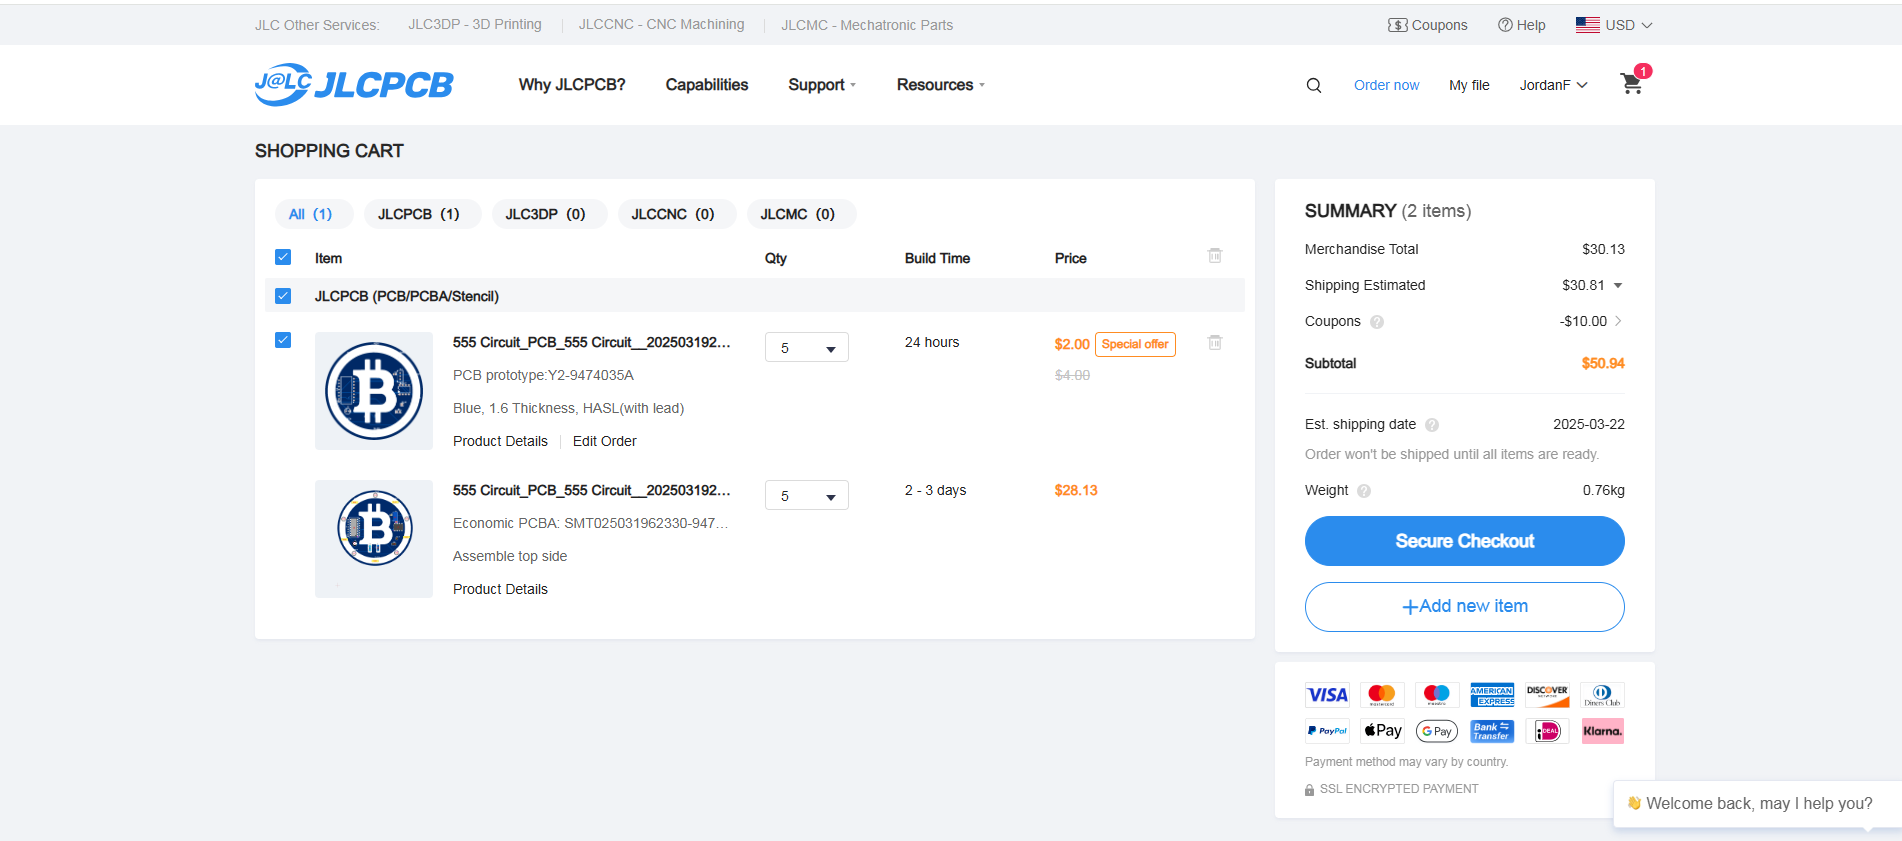 JLC Other Services:
JLC3DP - 3D Printing
JLCCNC - CNC Machining
JLCMC - Mechatronic Parts
Coupons
Help
USD
J@LC JLCPCB
Why JLCPCB?
Capabilities
Support
Resources
Order now
My file
JordanF
1
SHOPPING CART
All (1)
JLCPCB (1)
JLC3DP (0)
JLCCNC (0)
JLCMC (0)
Item
Qty
Build Time
Price
JLCPCB (PCB/PCBA/Stencil)
555 Circuit_PCB_555 Circuit__202503192...
5
24 hours
$2.00 Special offer
$4.00
PCB prototype:Y2-9474035A
Blue, 1.6 Thickness, HASL(with lead)
Product Details
Edit Order
555 Circuit_PCB_555 Circuit__202503192...
5
2 - 3 days
$28.13
Economic PCBA: SMT025031962330-947...
Assemble top side
Product Details
SUMMARY (2 items)
Merchandise Total $30.13
Shipping Estimated $30.81
Coupons ? -$10.00
Subtotal $50.94
Est. shipping date ? 2025-03-22
Order won't be shipped until all items are ready.
Weight ? 0.76kg
Secure Checkout
+Add new item
VISA
mastercard
maestro
AMERICAN EXPRESS
DISCOVER NETWORK
Diners Club
PayPal
Pay
G Pay
Bank Transfer
iDEAL
Klarna.
Payment method may vary by country.
SSL ENCRYPTED PAYMENT
👋 Welcome back, may I help you?